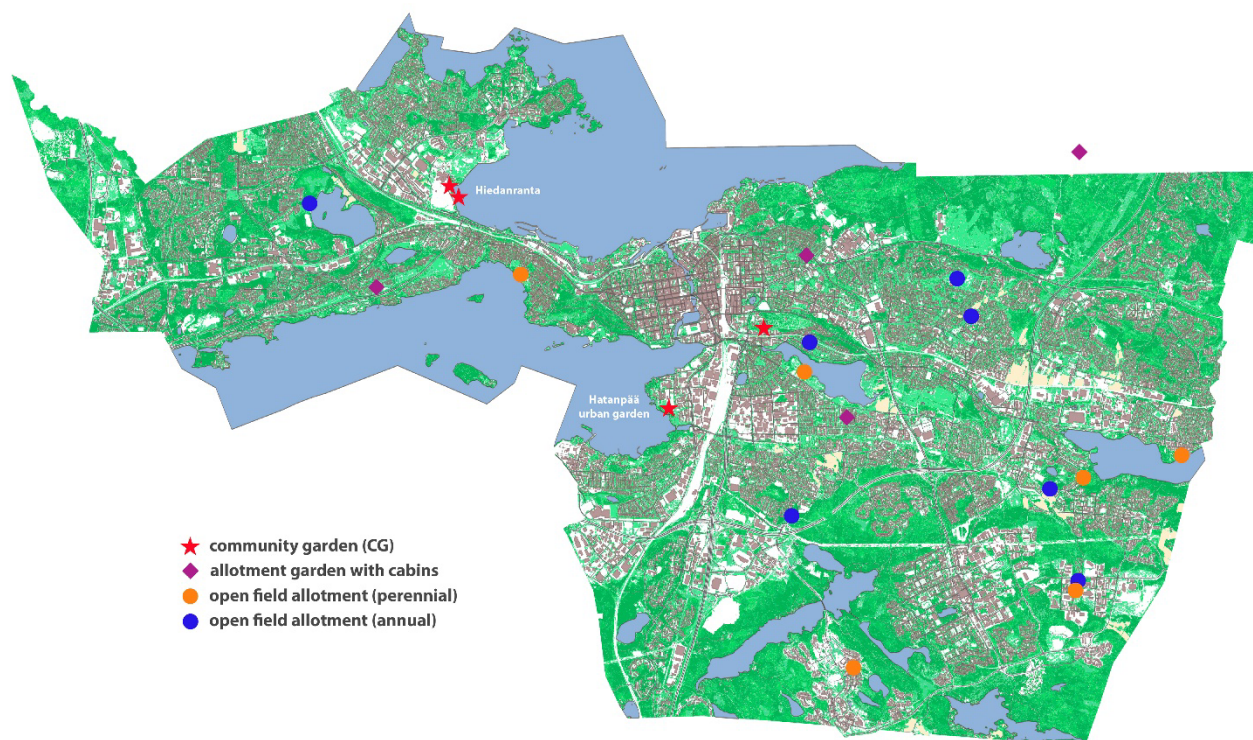 Hiedanranta
Hatanpää
urban garden
community garden (CG)
allotment garden with cabins
open field allotment (perennial)
open field allotment (annual)